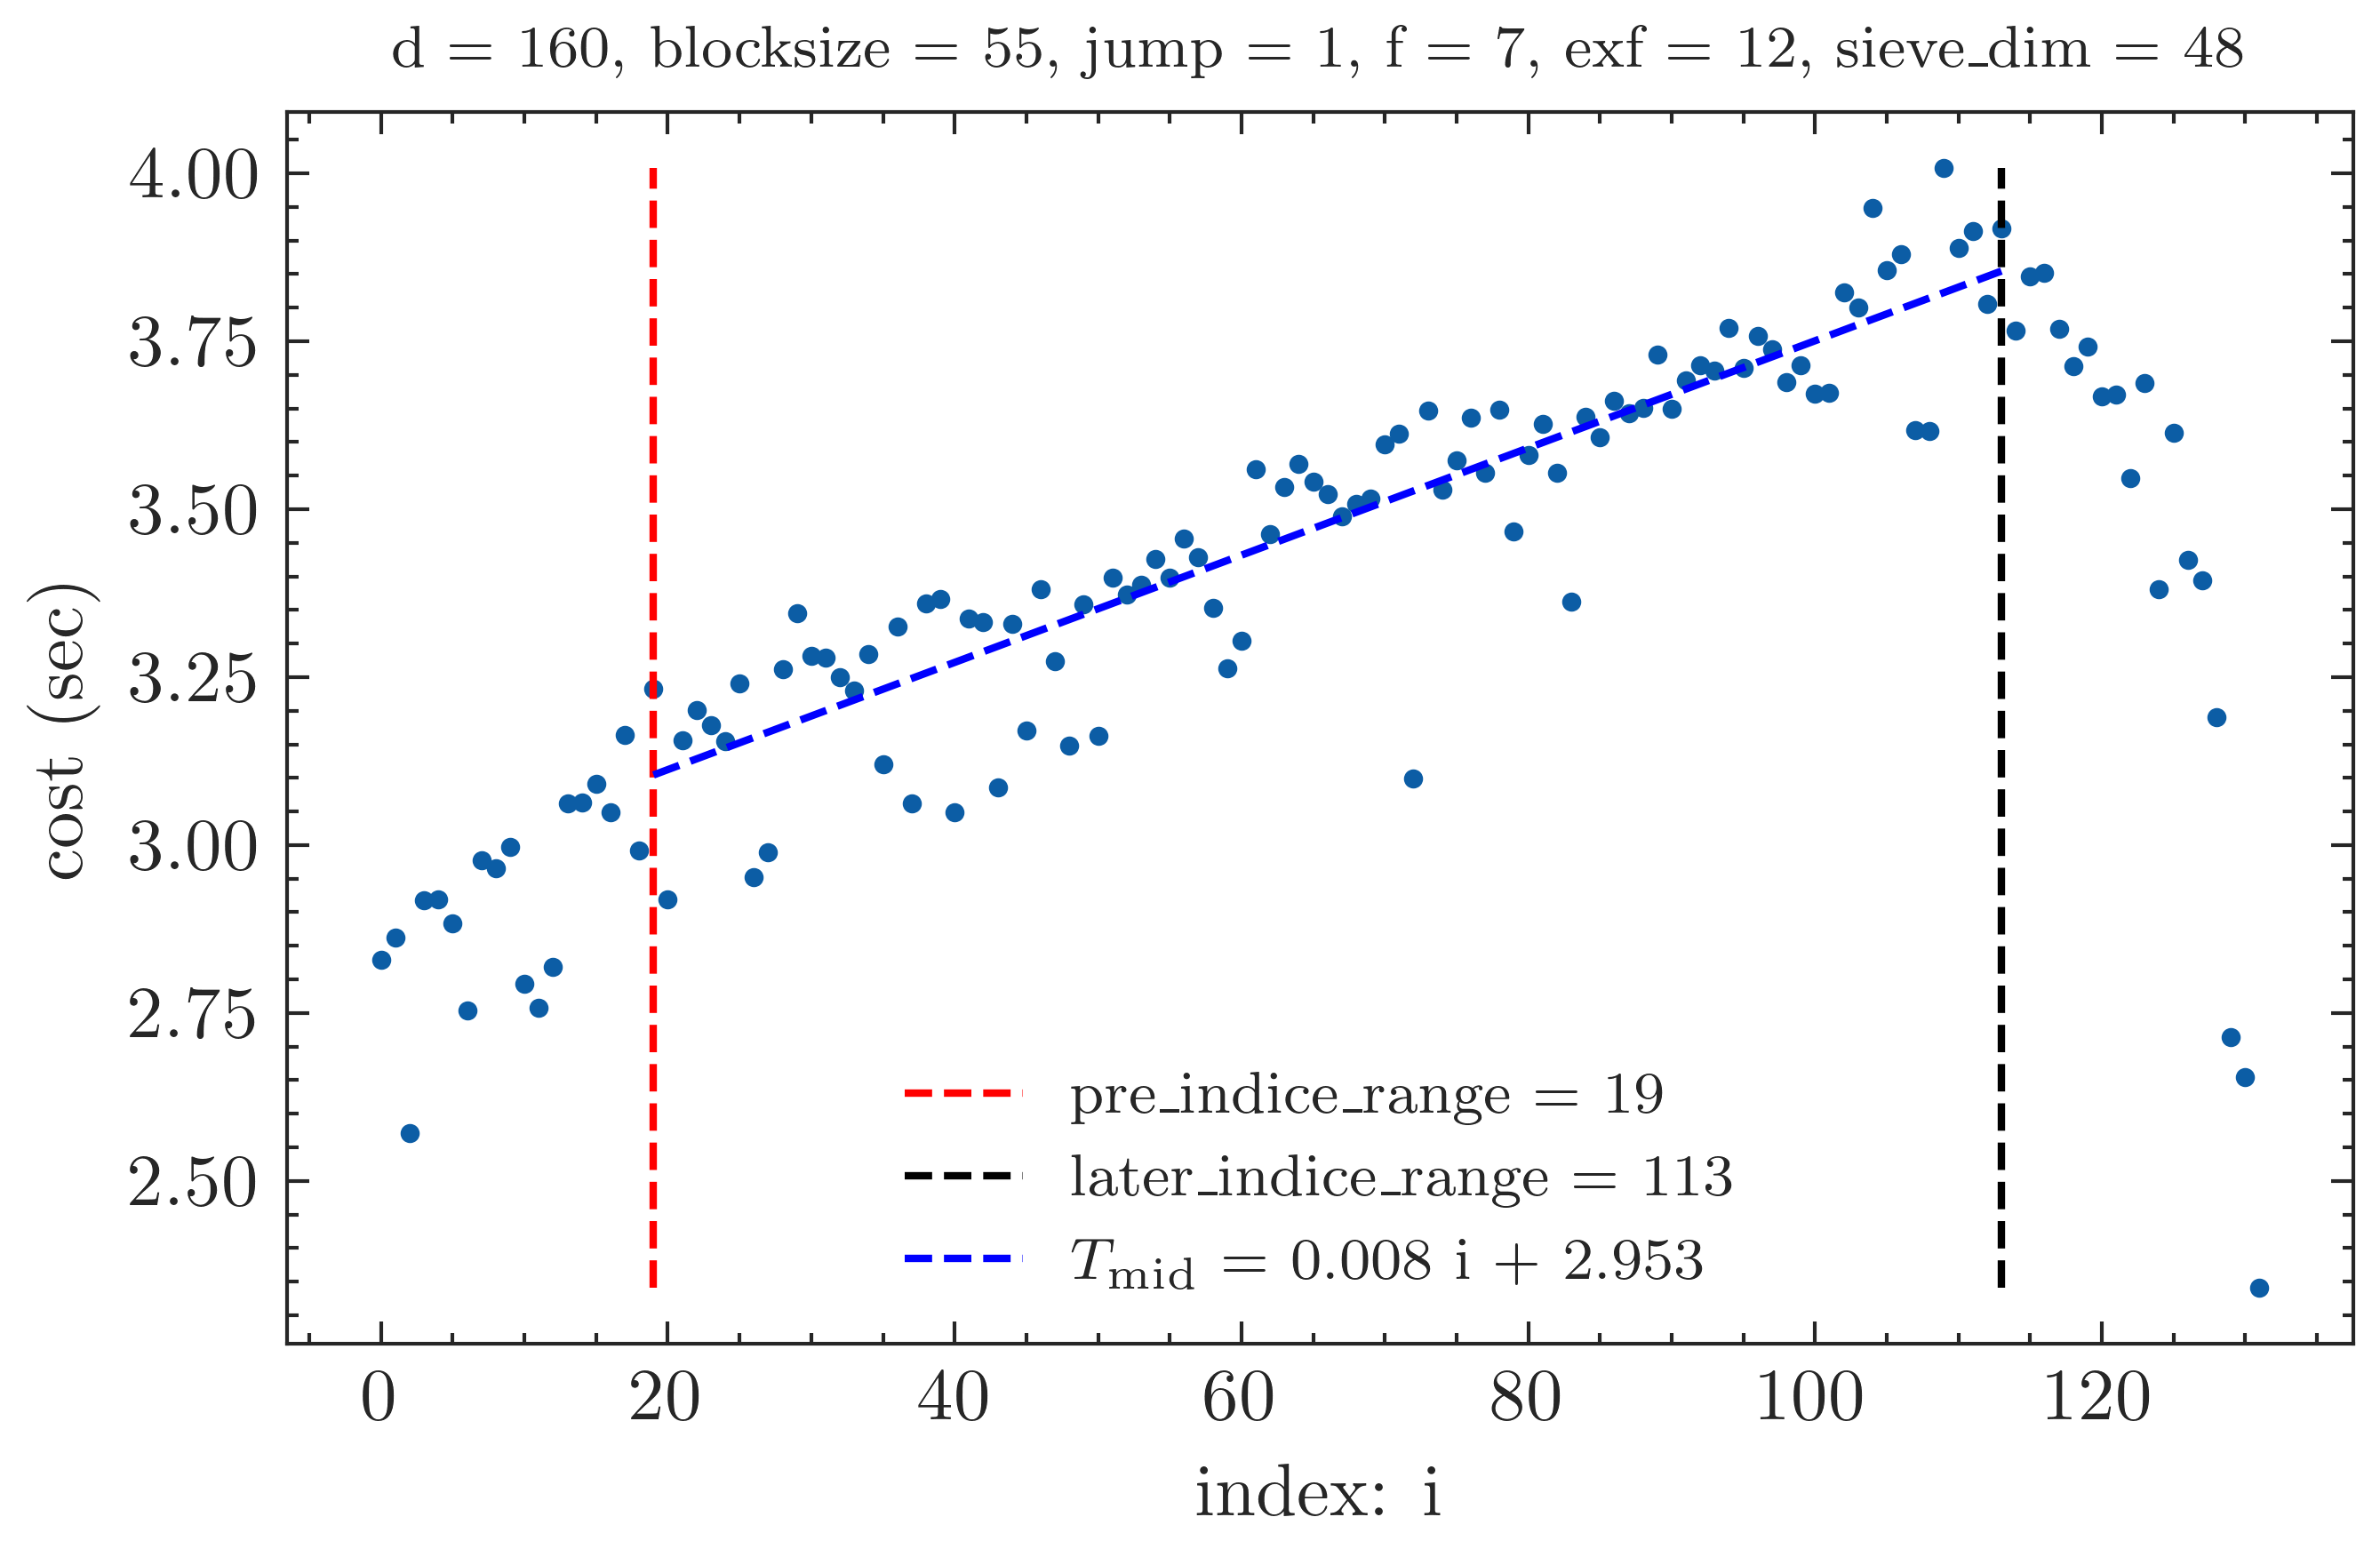 d = 160, blocksize = 55, jump = 1, f = 7, exf = 12, sieve_dim = 48
4.00
3.75
3.50
3.25
3.00
2.75
2.50
cost (sec)
pre_indice_range = 19
later_indice_range = 113
T_mid = 0.008 i + 2.953
0 20 40 60 80 100 120
index: i